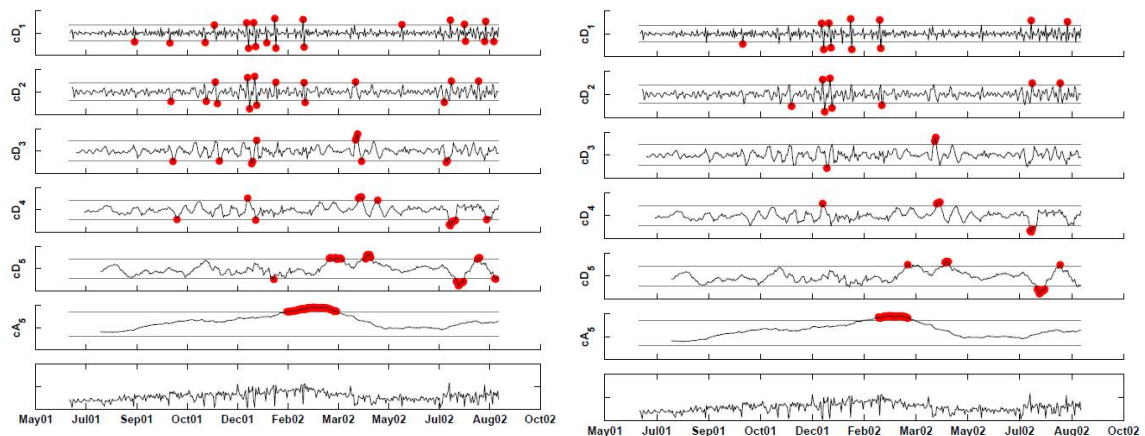 cD1
cD2
cD3
cD4
cD5
cA5
May01 Jul01 Sep01 Oct01 Dec01 Feb02 Mar02 May02 Jul02 Aug02 Oct02
cD1
cD2
cD3
cD4
cD5
cA5
May01 Jul01 Sep01 Oct01 Dec01 Feb02 Mar02 May02 Jul02 Aug02 Oct02